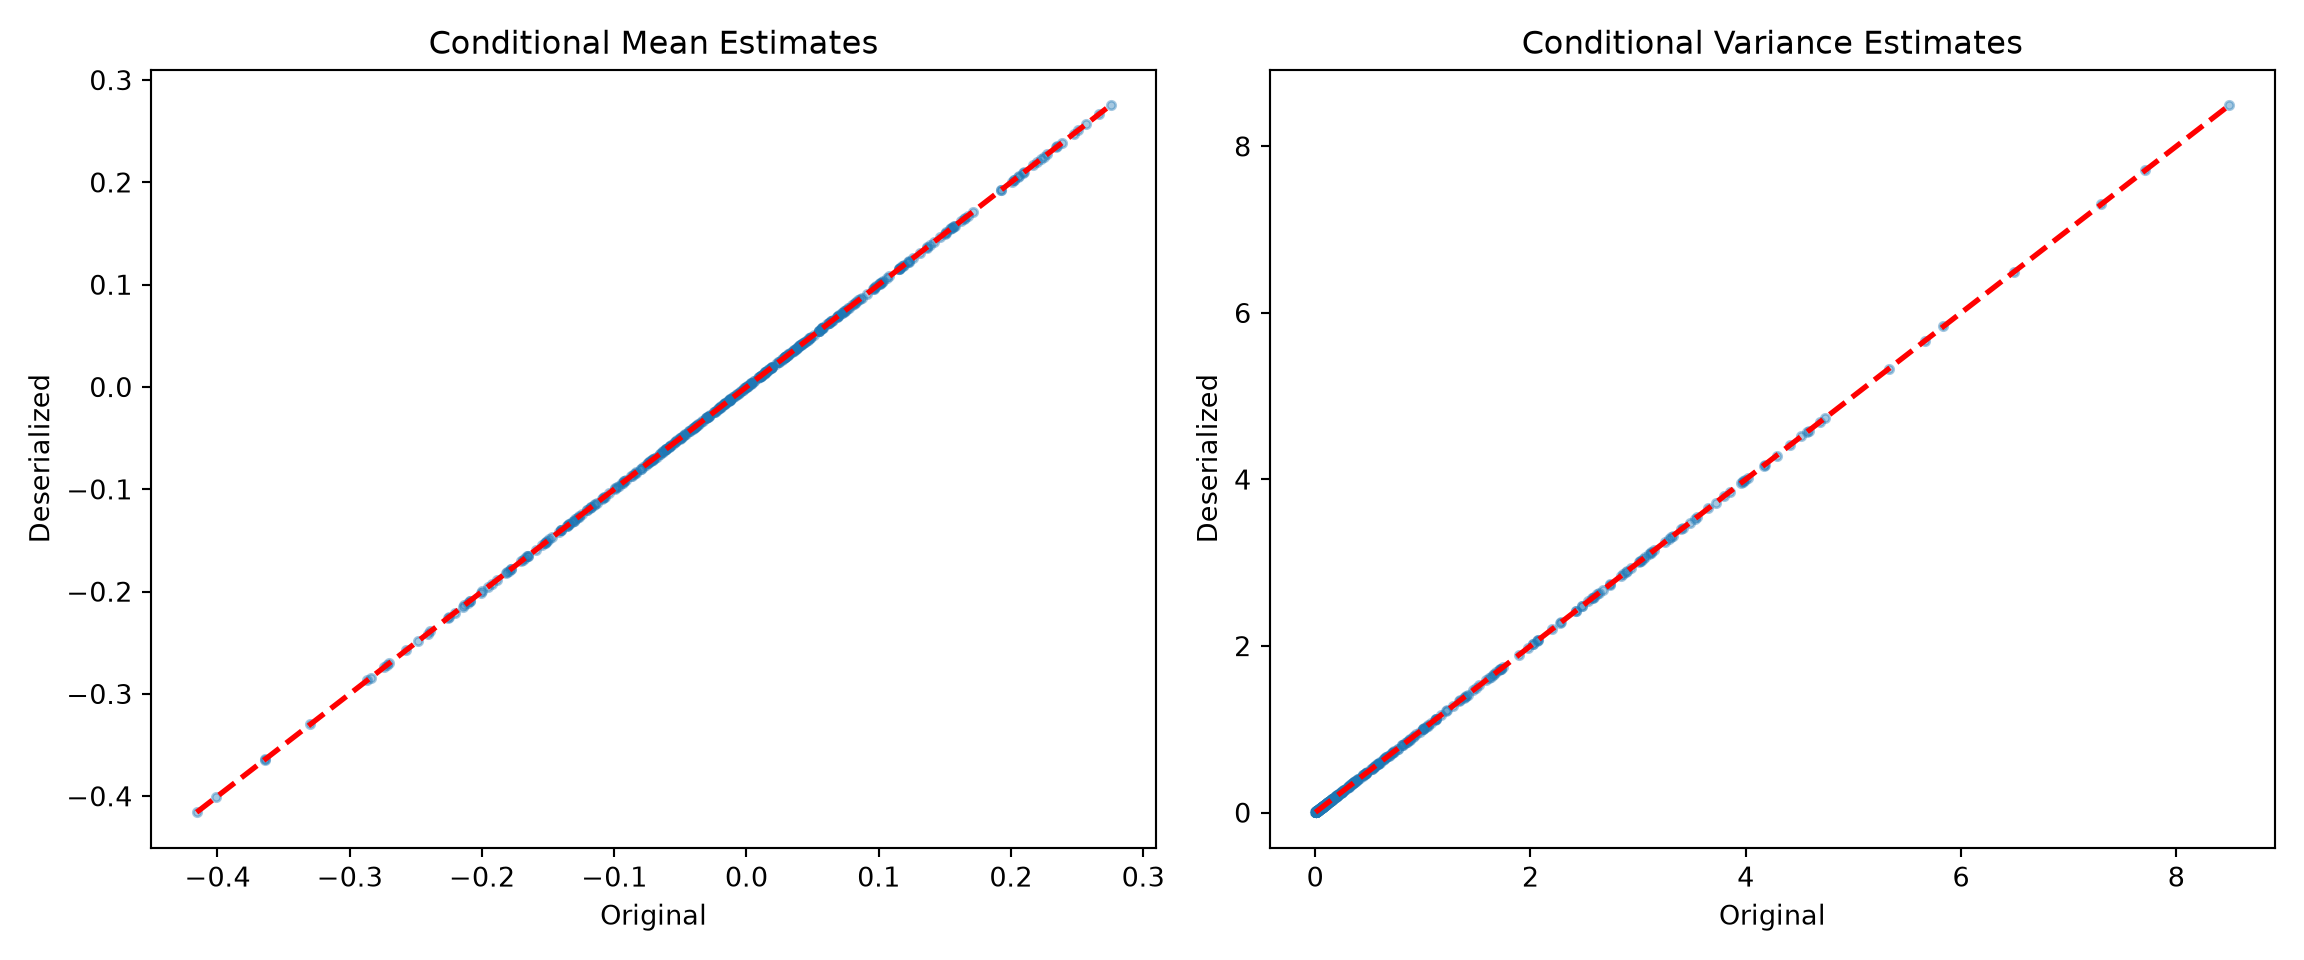 Conditional Mean Estimates
Deserialized
0.3
0.2
0.1
0.0
−0.1
−0.2
−0.3
−0.4
−0.4 −0.3 −0.2 −0.1 0.0 0.1 0.2 0.3
Original
Conditional Variance Estimates
Deserialized
8
6
4
2
0
0 2 4 6 8
Original